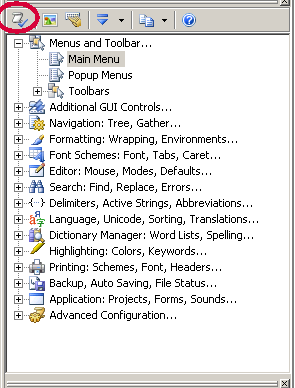 Menus and Toolbar...
Main Menu
Popup Menus
Toolbars
Additional GUI Controls...
Navigation: Tree, Gather...
Formatting: Wrapping, Environments...
Font Schemes: Font, Tabs, Caret...
Editor: Mouse, Modes, Defaults...
Search: Find, Replace, Errors...
Delimiters, Active Strings, Abbreviations...
Language, Unicode, Sorting, Translations...
Dictionary Manager: Word Lists, Spelling...
Highlighting: Colors, Keywords...
Printing: Schemes, Font, Headers...
Backup, Auto Saving, File Status...
Application: Projects, Forms, Sounds...
Advanced Configuration...